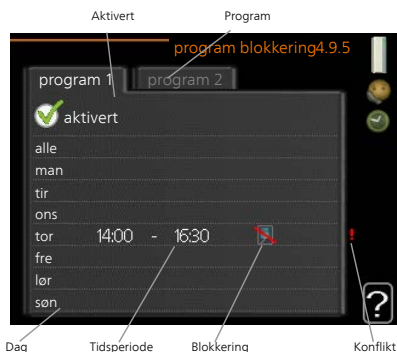 Aktivert Program
program blokkering4.9.5
program 1 program 2
aktivert
alle
man
tir
ons
tor 14:00 - 16:30 !
fre
lør
søn
?
Dag Tidsperiode Blokkering Konflikt